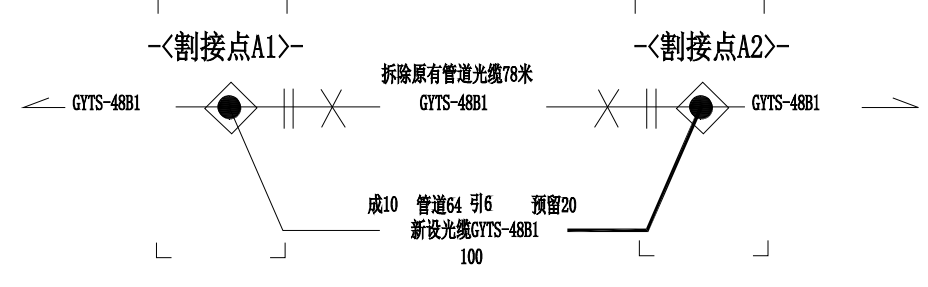 -<割接点A1>- -<割接点A2>-
拆除原有管道光缆78米
GYTS-48B1 GYTS-48B1 GYTS-48B1
成10 管道64 引6 预留20
新设光缆GYTS-48B1
100